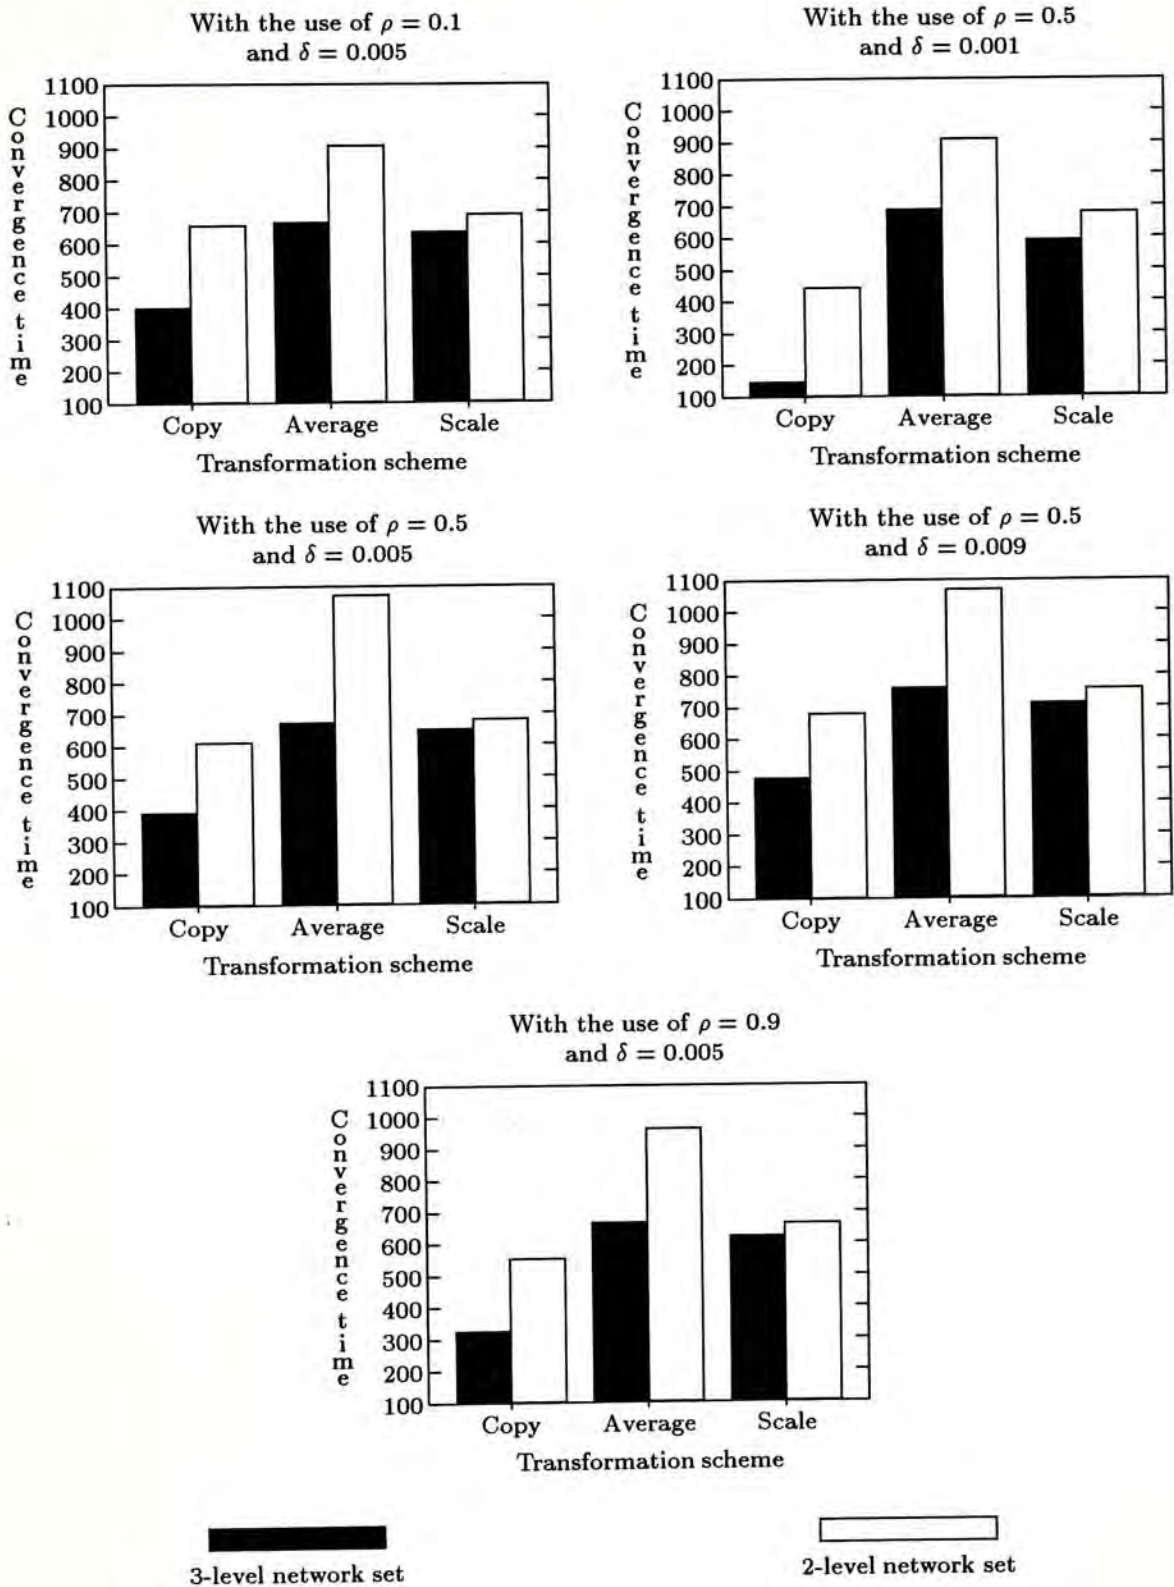 With the use of ρ = 0.1
and δ = 0.005
1100
1000
900
800
700
600
500
400
300
200
100
Convergence time
Copy Average Scale
Transformation scheme
With the use of ρ = 0.5
and δ = 0.001
1100
1000
900
800
700
600
500
400
300
200
100
Convergence time
Copy Average Scale
Transformation scheme
With the use of ρ = 0.5
and δ = 0.005
1100
1000
900
800
700
600
500
400
300
200
100
Convergence time
Copy Average Scale
Transformation scheme
With the use of ρ = 0.5
and δ = 0.009
1100
1000
900
800
700
600
500
400
300
200
100
Convergence time
Copy Average Scale
Transformation scheme
With the use of ρ = 0.9
and δ = 0.005
1100
1000
900
800
700
600
500
400
300
200
100
Convergence time
Copy Average Scale
Transformation scheme
3-level network set
2-level network set